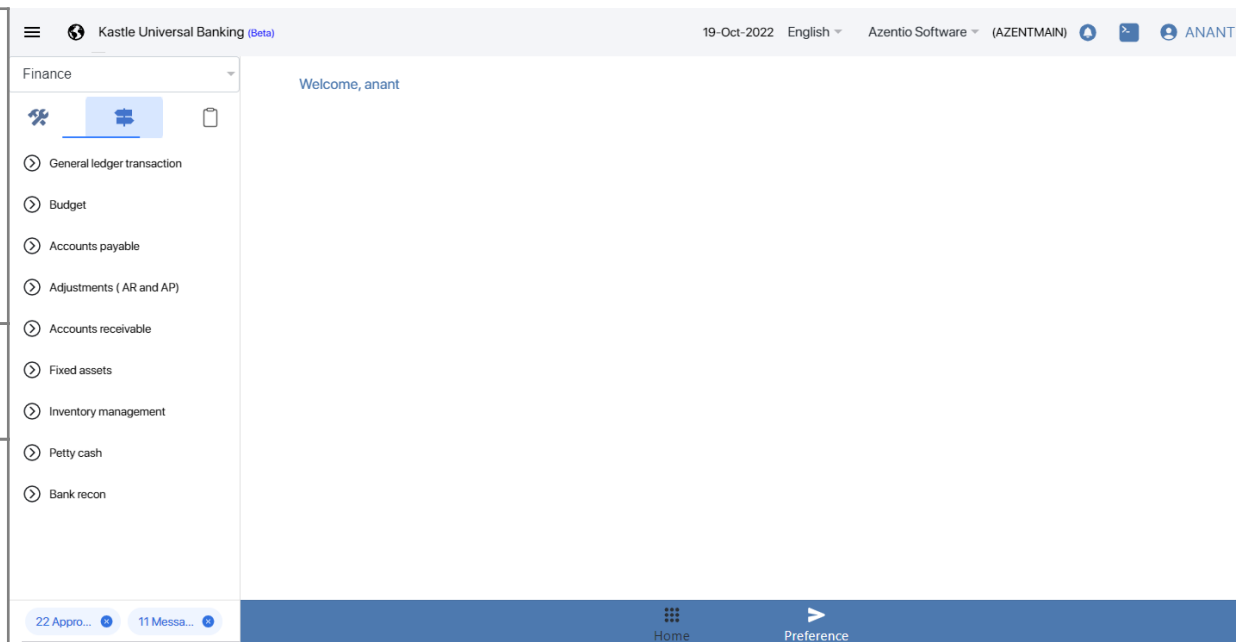 Kastle Universal Banking (Beta)
19-Oct-2022 English Azentio Software (AZENTMAIN) ANANT
Finance
Welcome, anant
General ledger transaction
Budget
Accounts payable
Adjustments ( AR and AP)
Accounts receivable
Fixed assets
Inventory management
Petty cash
Bank recon
22 Appro... 11 Messa...
Home Preference